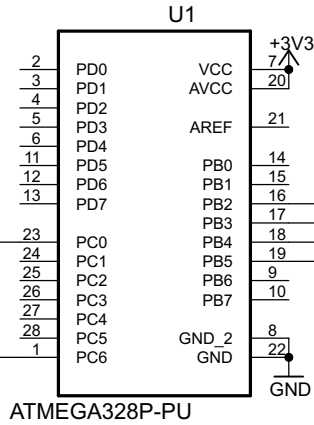 U1
+3V3
2 PD0 VCC 7
3 PD1 AVCC 20
4 PD2
5 PD3 AREF 21
6 PD4
11 PD5 PB0 14
12 PD6 PB1 15
13 PD7 PB2 16
PB3 17
23 PC0 PB4 18
24 PC1 PB5 19
25 PC2 PB6 9
26 PC3 PB7 10
27 PC4
28 PC5 GND_2 8
1 PC6 GND 22
GND
ATMEGA328P-PU